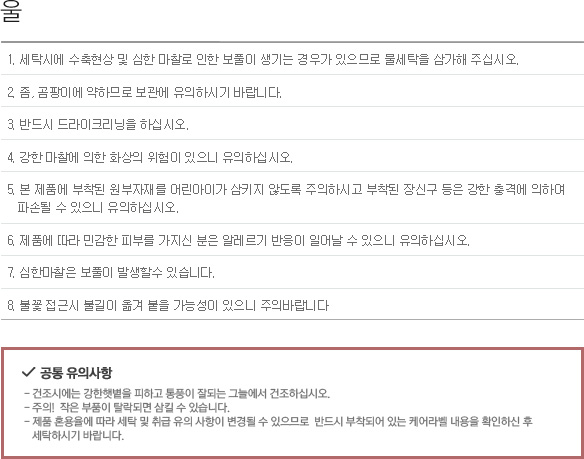 울
1. 세탁시에 수축현상 및 심한 마찰로 인한 보풀이 생기는 경우가 있으므로 물세탁을 삼가해 주십시오.
2. 좀, 곰팡이에 약하므로 보관에 유의하시기 바랍니다.
3. 반드시 드라이크리닝을 하십시오.
4. 강한 마찰에 의한 화상의 위험이 있으니 유의하십시오.
5. 본 제품에 부착된 원부자재를 어린아이가 삼키지 않도록 주의하시고 부착된 장신구 등은 강한 충격에 의하여
파손될 수 있으니 유의하십시오.
6. 제품에 따라 민감한 피부를 가지신 분은 알레르기 반응이 일어날 수 있으니 유의하십시오.
7. 심한마찰은 보풀이 발생할수 있습니다.
8. 불꽃 접근시 불길이 옮겨 붙을 가능성이 있으니 주의바랍니다
공통 유의사항
- 건조시에는 강한햇볕을 피하고 통풍이 잘되는 그늘에서 건조하십시오.
- 주의! 작은 부품이 탈락되면 삼킬 수 있습니다.
- 제품 혼용율에 따라 세탁 및 취급 유의 사항이 변경될 수 있으므로 반드시 부착되어 있는 케어라벨 내용을 확인하신 후
세탁하시기 바랍니다.